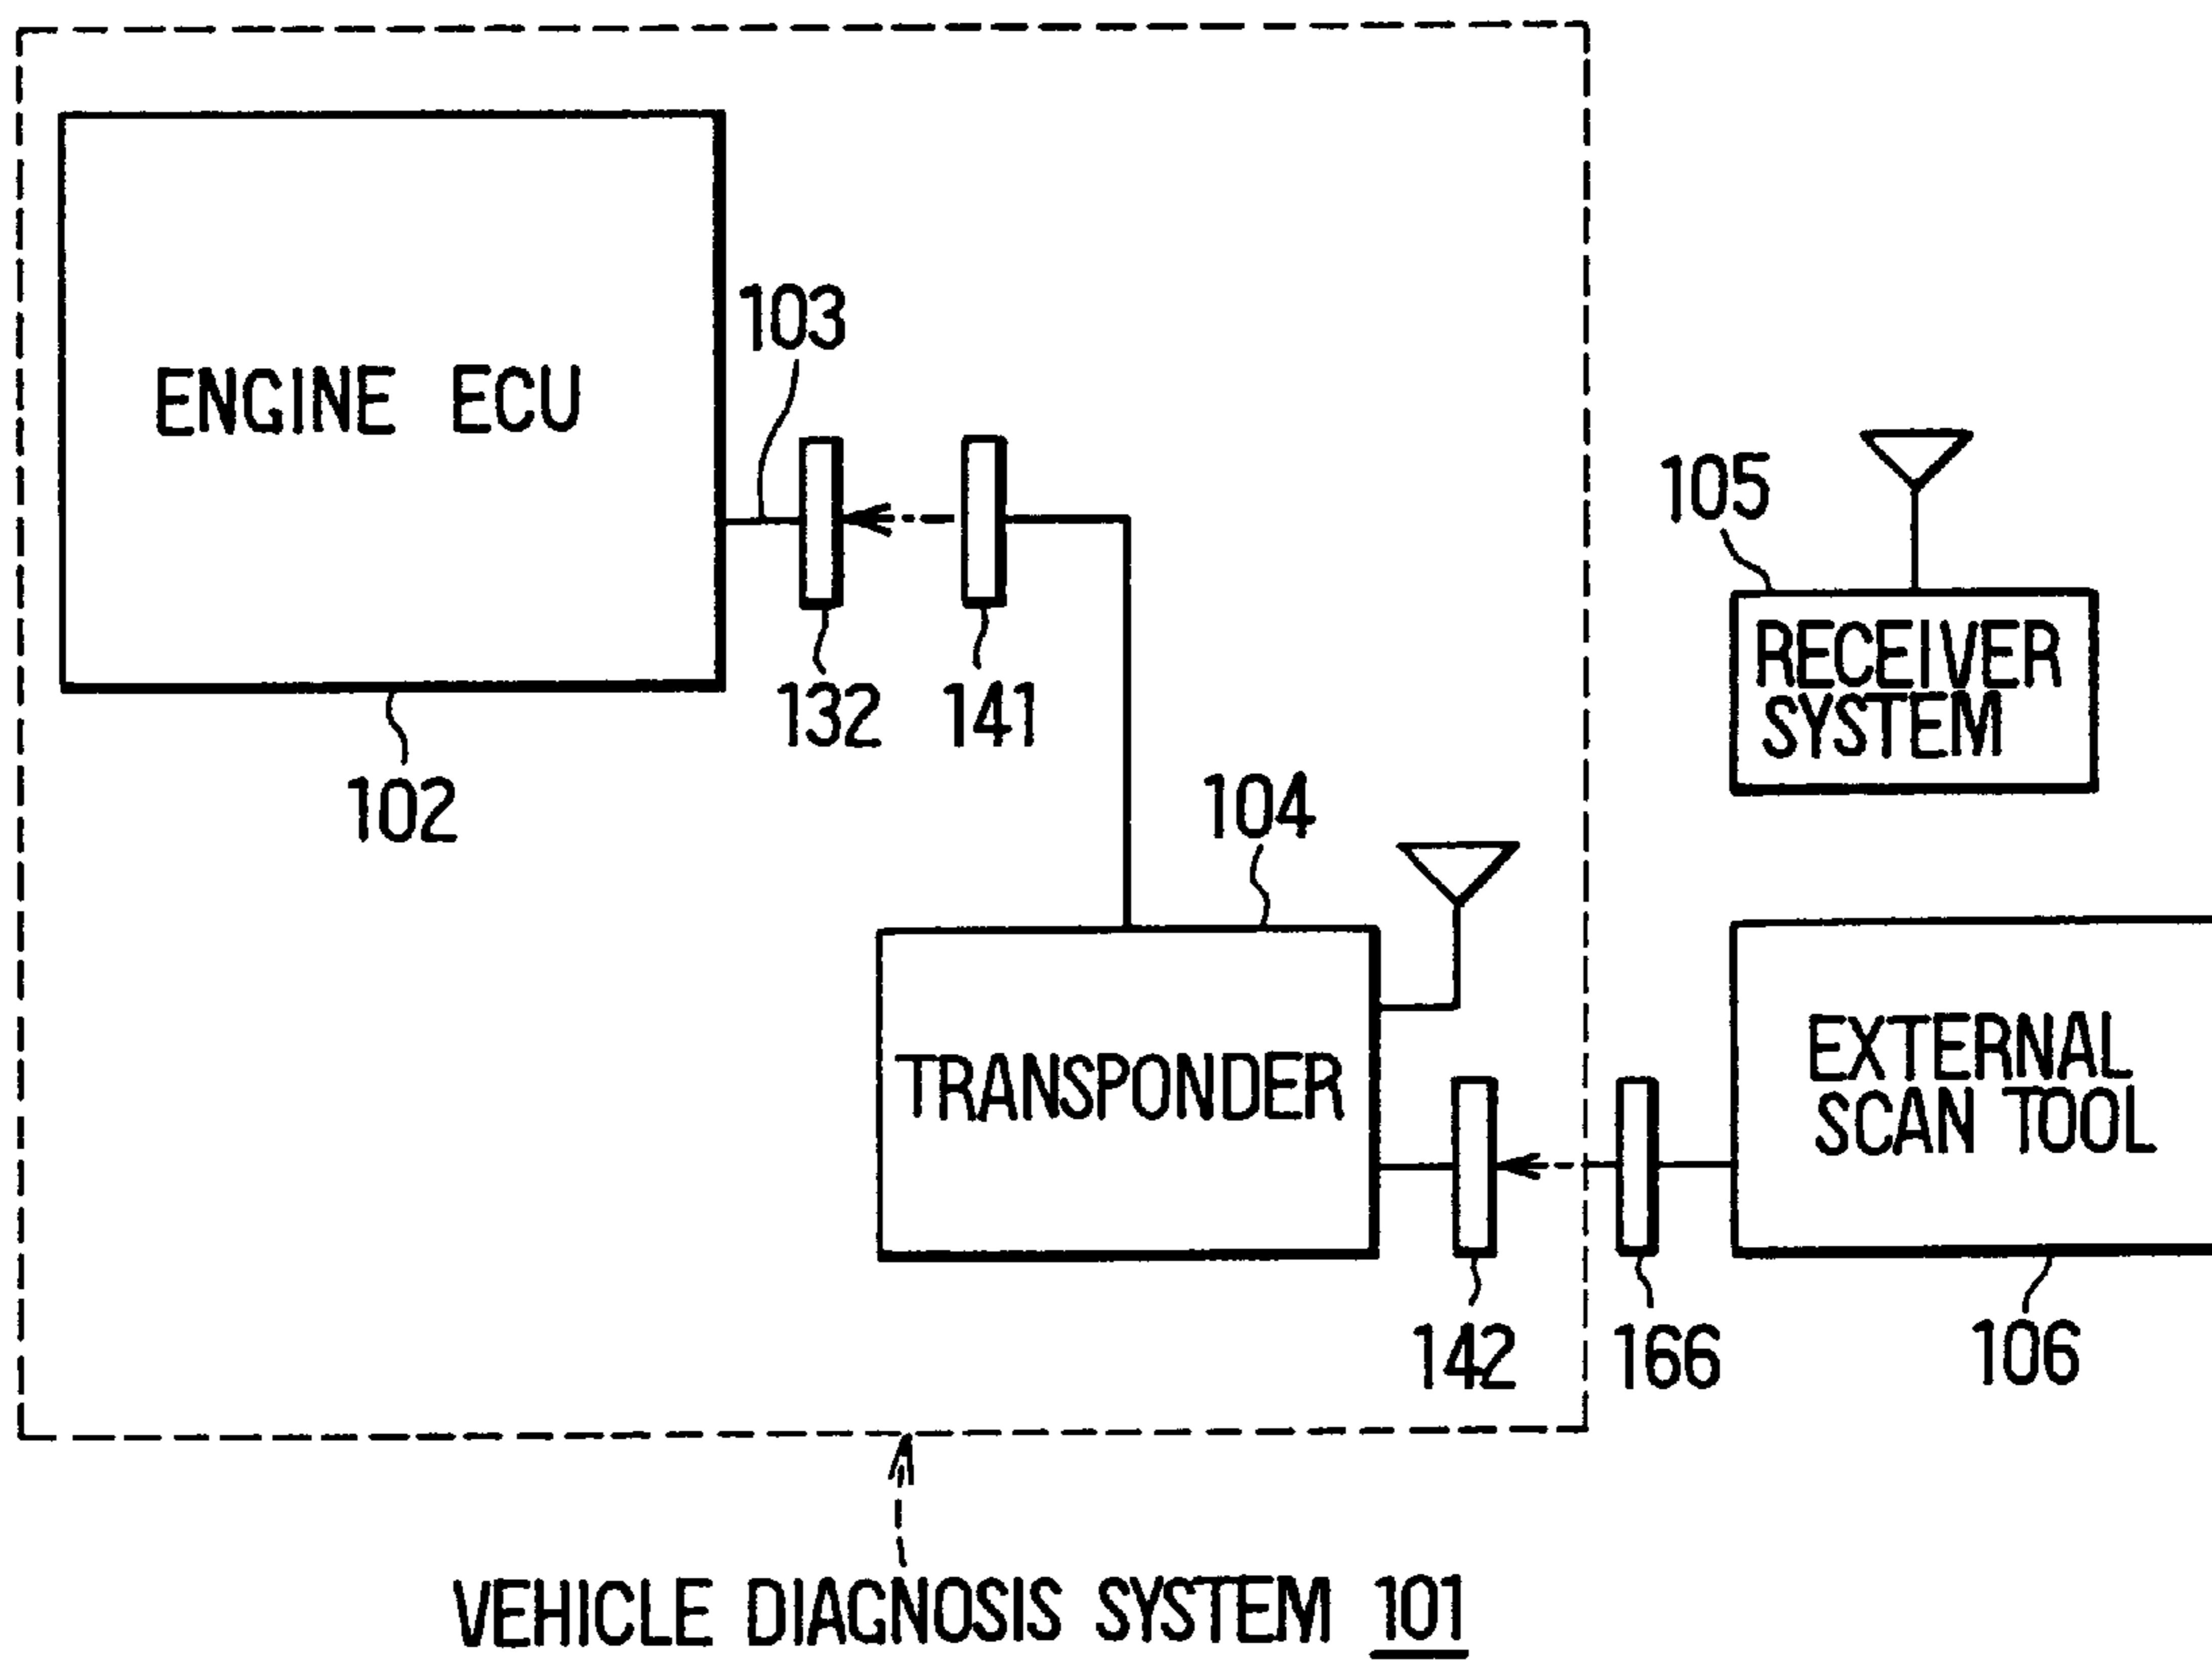 103
ENGINE ECU
105
RECEIVER
SYSTEM
132
141
102
104
TRANSPONDER
EXTERNAL
SCAN TOOL
142
166
106
VEHICLE DIAGNOSIS SYSTEM 101